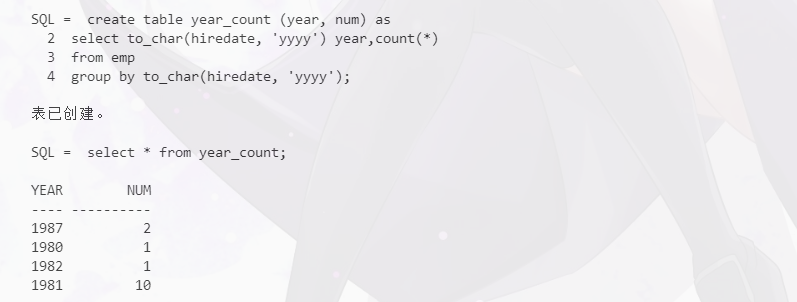 SQL =  create table year_count (year, num) as
  2  select to_char(hiredate, 'yyyy') year,count(*)
  3  from emp
  4  group by to_char(hiredate, 'yyyy');
表已创建。
SQL =  select * from year_count;
YEAR        NUM
---- ----------
1987          2
1980          1
1982          1
1981         10